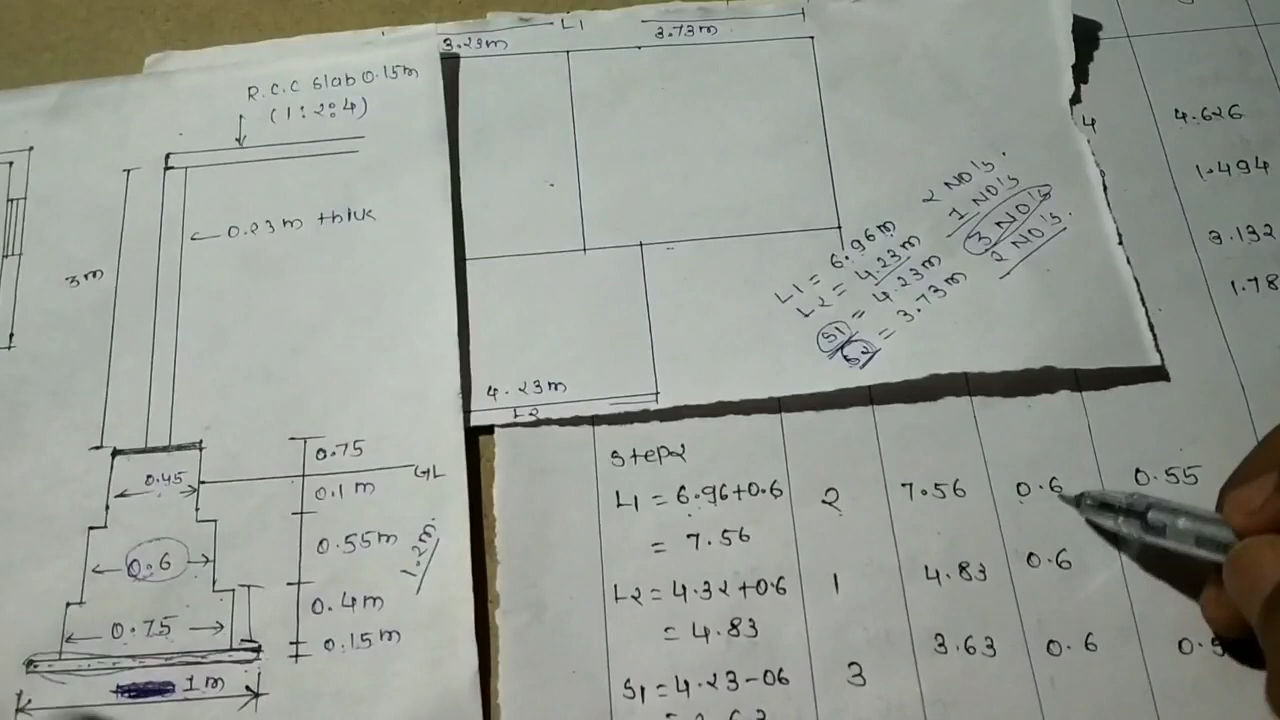 R.C.C Slab 0.15m
(1:2:4)
0.23m thick
3m
0.45
0.6
0.75
1m
0.75
GL
0.1m
0.55m
1.2m
0.4m
0.15m
L1
3.23m
3.73m
4.23m
L2
L1 = 6.96m 2 NO's.
L2 = 4.23m 1 NO's
S1 = 4.23m 3 NO's
S2 = 3.73m 2 NO's.
4
4.626
1.494
3.132
1.78
Step2
L1 = 6.96+0.6 2 7.56 0.6 0.55
= 7.56
L2 = 4.32+0.6 1 4.83 0.6
= 4.83
S1 = 4.23-06 3 3.63 0.6